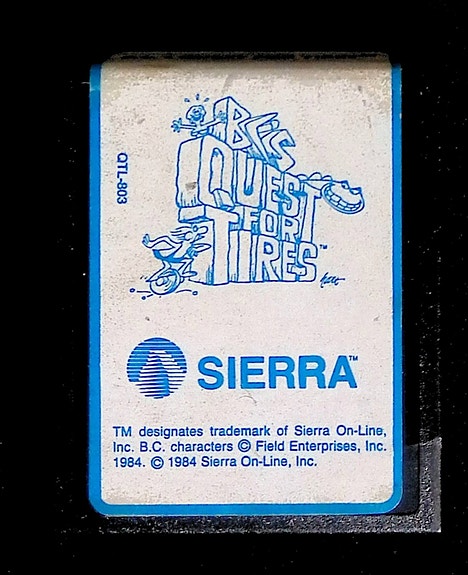 QTL-803
BC's
QUEST
FOR
TIRES™
SIERRA™
TM designates trademark of Sierra On-Line,
Inc. B.C. characters © Field Enterprises, Inc.
1984. © 1984 Sierra On-Line, Inc.